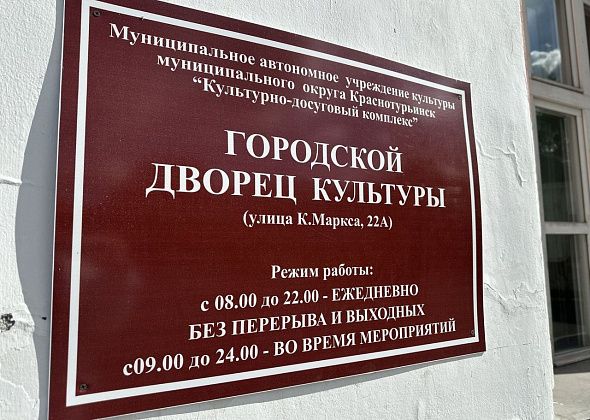 Муниципальное автономное учреждение культуры
муниципального округа Краснотурьинск
“Культурно-досуговый комплекс”
ГОРОДСКОЙ
ДВОРЕЦ КУЛЬТУРЫ
(улица К.Маркса, 22А)
Режим работы:
с 08.00 до 22.00 - ЕЖЕДНЕВНО
БЕЗ ПЕРЕРЫВА И ВЫХОДНЫХ
с09.00 до 24.00 - ВО ВРЕМЯ МЕРОПРИЯТИЙ